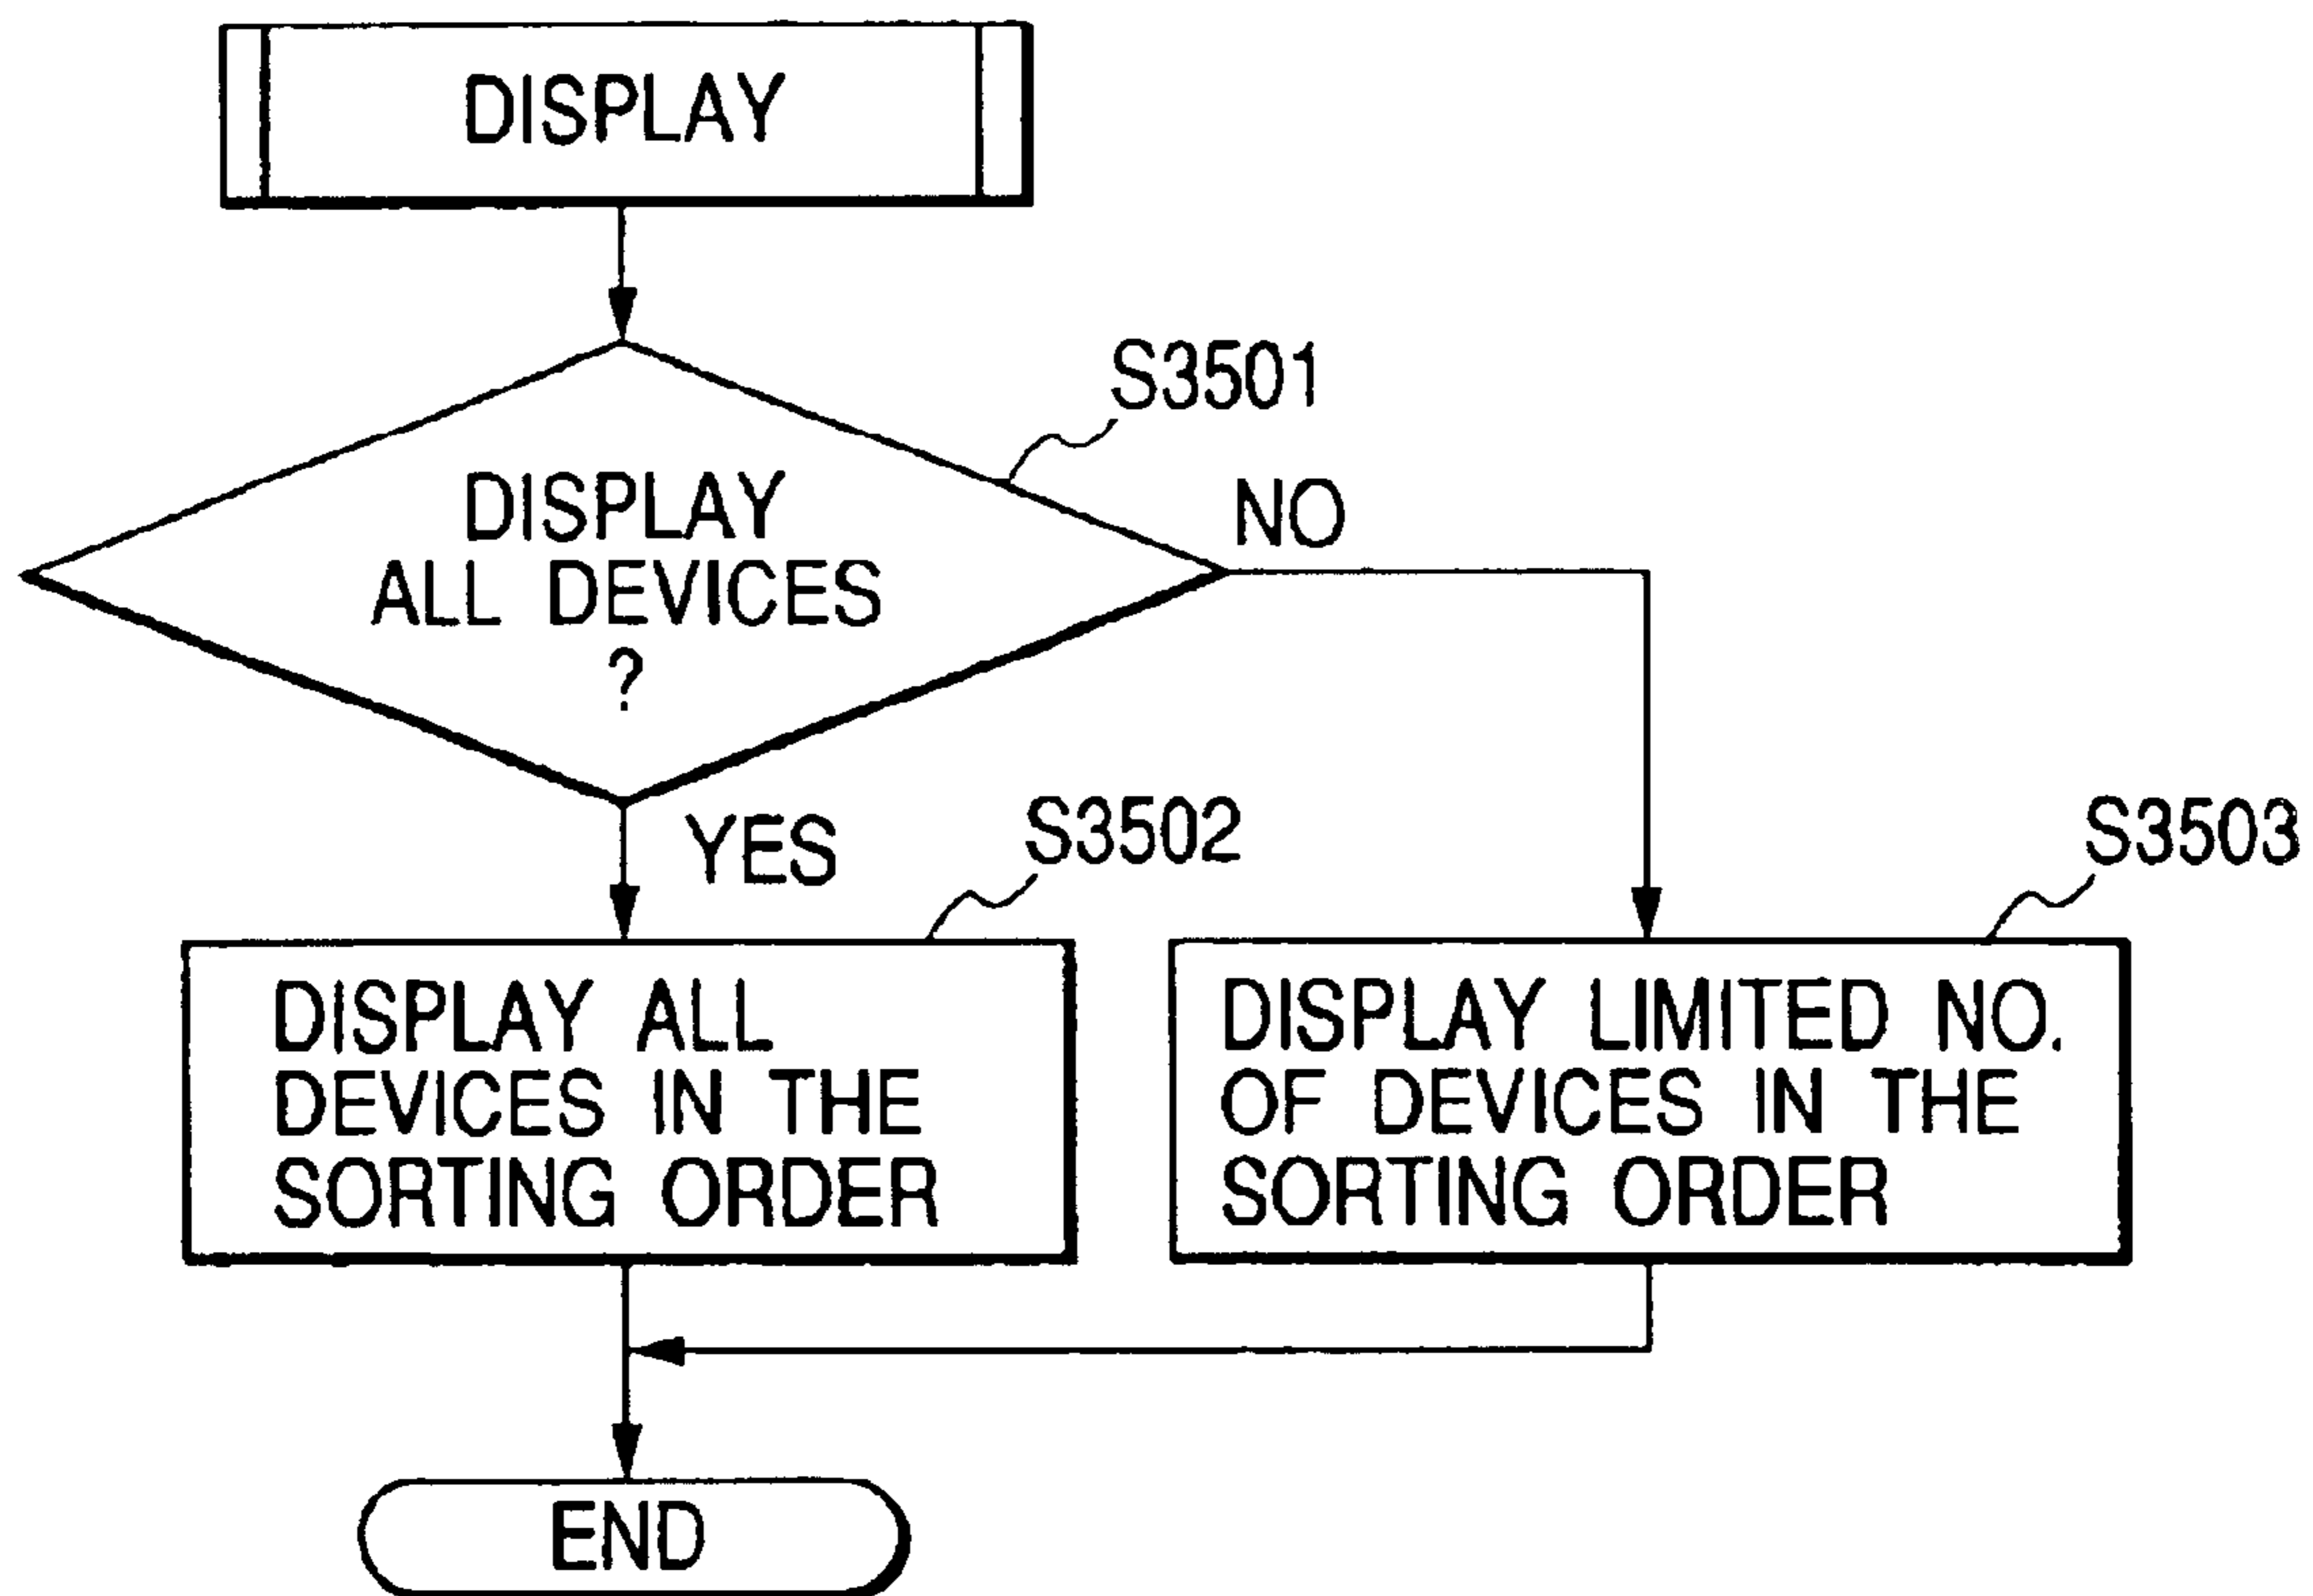 DISPLAY
S3501
DISPLAY
ALL DEVICES
?
NO
YES
S3502
S3503
DISPLAY ALL
DEVICES IN THE
SORTING ORDER
DISPLAY LIMITED NO.
OF DEVICES IN THE
SORTING ORDER
END